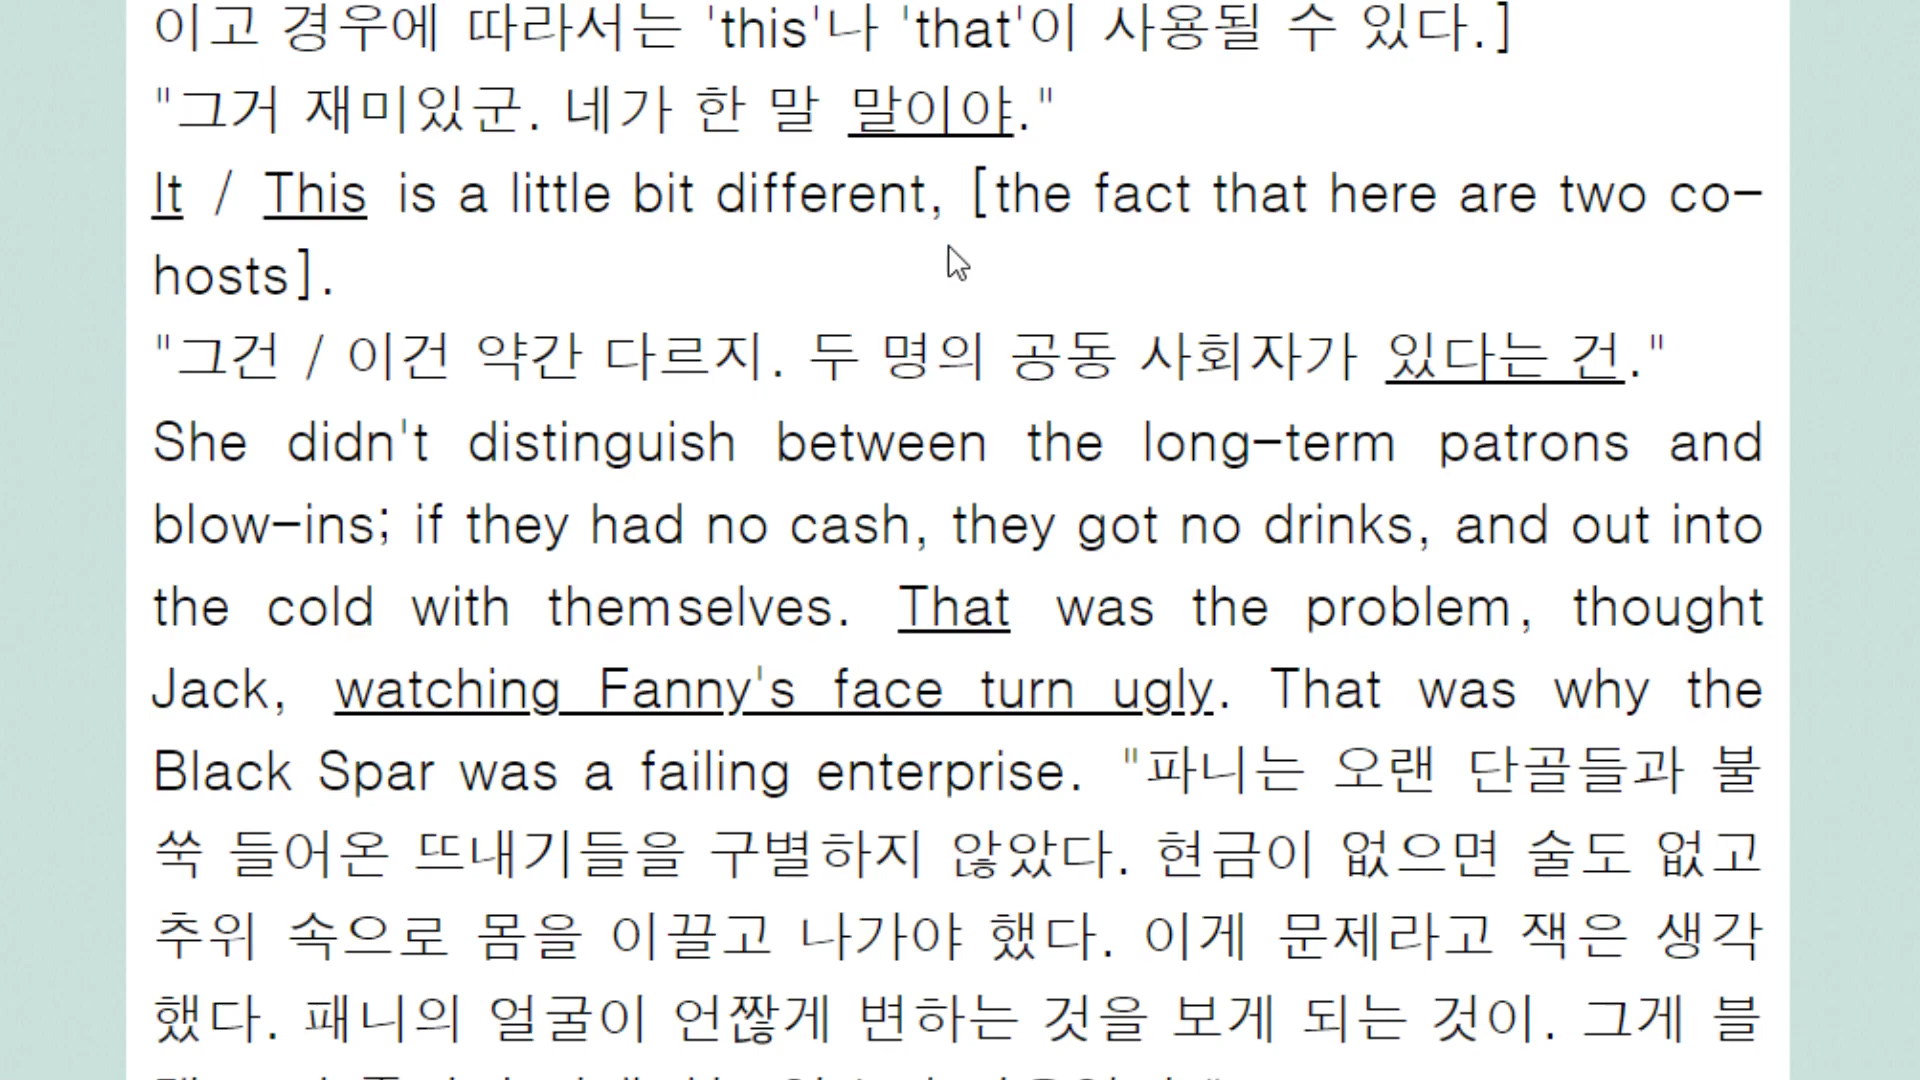 이고 경우에 따라서는 'this'나 'that'이 사용될 수 있다.]
"그거 재미있군. 네가 한 말 말이야."
It / This is a little bit different, [the fact that here are two co-
hosts].
"그건 / 이건 약간 다르지. 두 명의 공동 사회자가 있다는 건."
She didn't distinguish between the long-term patrons and
blow-ins; if they had no cash, they got no drinks, and out into
the cold with themselves. That was the problem, thought
Jack, watching Fanny's face turn ugly. That was why the
Black Spar was a failing enterprise. "파니는 오랜 단골들과 불
쑥 들어온 뜨내기들을 구별하지 않았다. 현금이 없으면 술도 없고
추위 속으로 몸을 이끌고 나가야 했다. 이게 문제라고 잭은 생각
했다. 패니의 얼굴이 언짢게 변하는 것을 보게 되는 것이. 그게 블